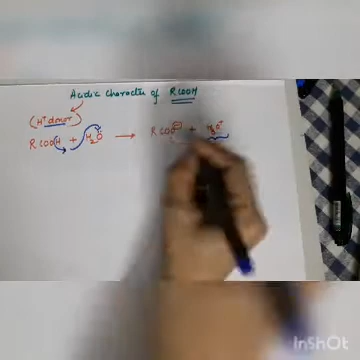 Acidic Character of RCOOH
(H⁺ donor)
RCOOH + H₂O → RCOO⊖ + H₃O⁺
InShOt